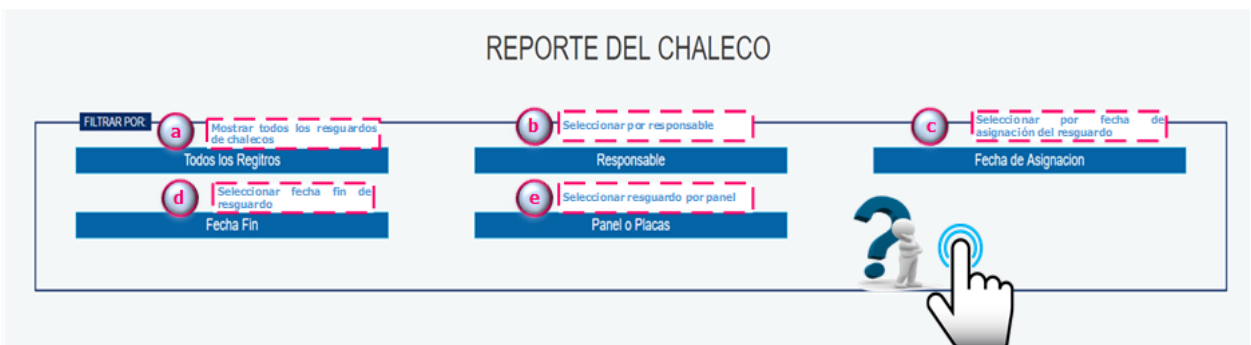 REPORTE DEL CHALECO
FILTRAR POR:
a
Mostrar todos los resguardos
de chalecos
Todos los Regitros
b
Seleccionar por responsable
Responsable
c
Seleccionar por fecha de
asignación del resguardo
Fecha de Asignacion
d
Seleccionar fecha fin de
resguardo
Fecha Fin
e
Seleccionar resguardo por panel
Panel o Placas